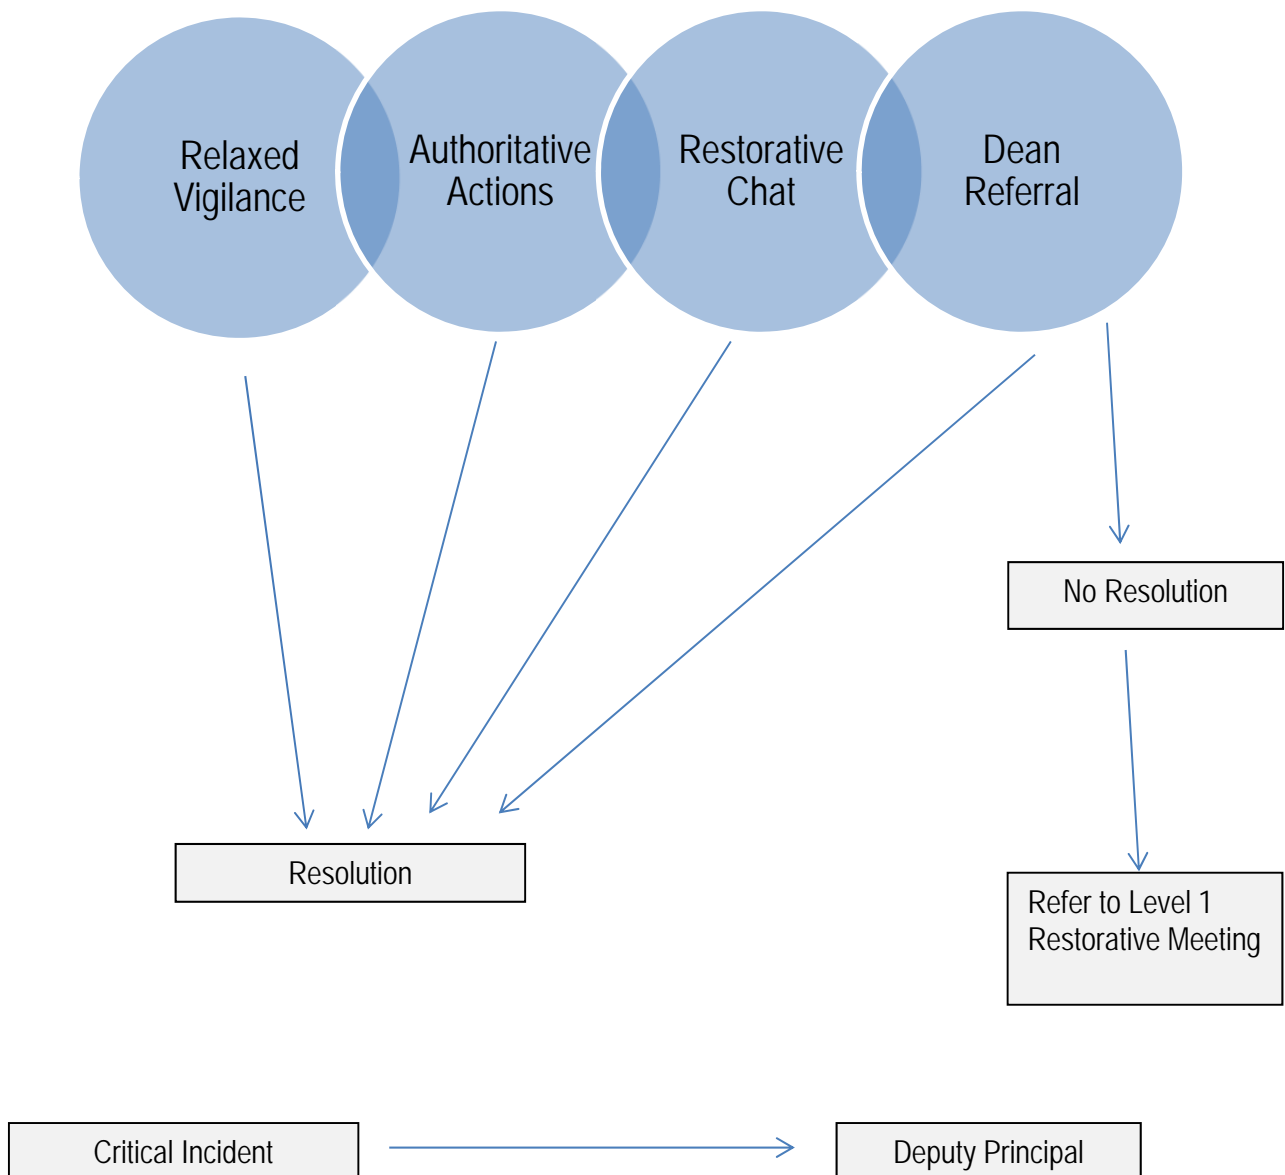 Relaxed
Vigilance
Authoritative
Actions
Restorative
Chat
Dean
Referral
No Resolution
Resolution
Refer to Level 1
Restorative Meeting
Critical Incident
Deputy Principal